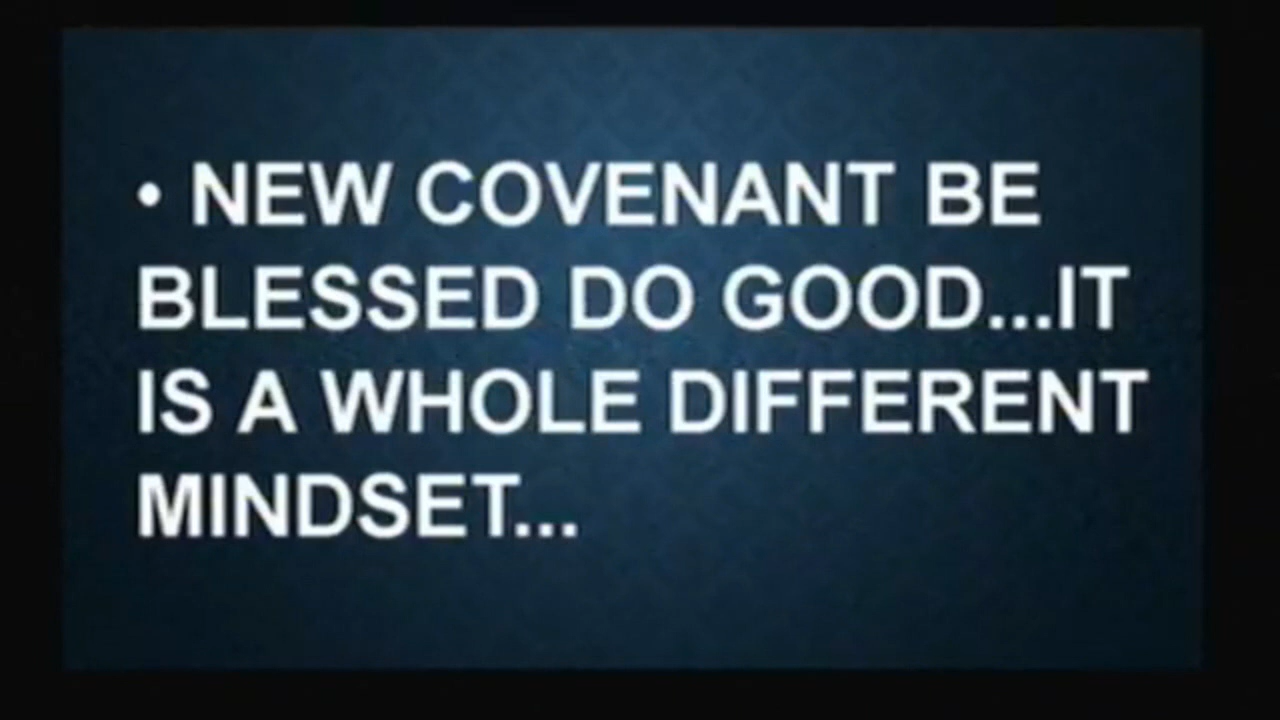 • NEW COVENANT BE
BLESSED DO GOOD...IT
IS A WHOLE DIFFERENT
MINDSET...